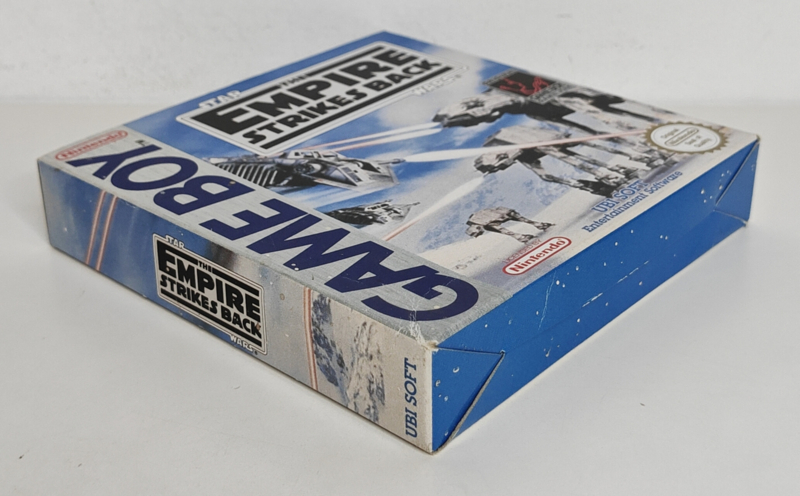 STAR
THE
EMPIRE
STRIKES BACK
WARS
Nintendo
GAME BOY
UBI SOFT
Entertainment Software
Nintendo
STAR
THE
EMPIRE
STRIKES BACK
WARS
UBI SOFT